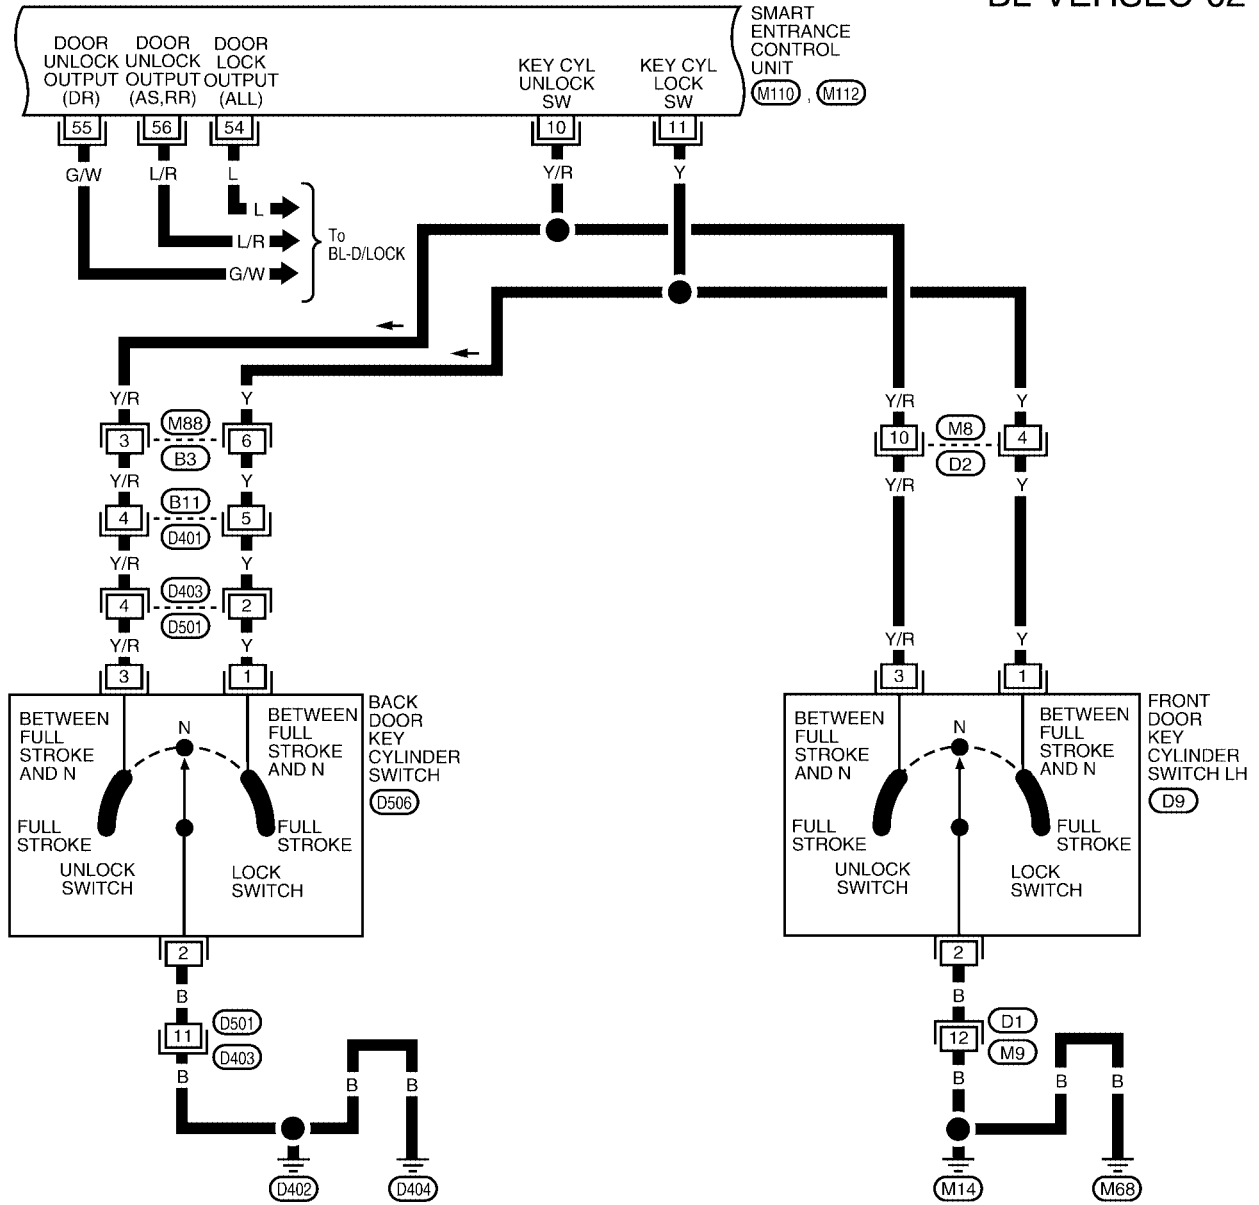 SMART
ENTRANCE
CONTROL
UNIT
M110 , M112
DOOR
UNLOCK
OUTPUT
(DR)
DOOR
UNLOCK
OUTPUT
(AS,RR)
DOOR
LOCK
OUTPUT
(ALL)
KEY CYL
UNLOCK
SW
KEY CYL
LOCK
SW
55 56 54 10 11
G/W L/R L Y/R Y
L
L/R
G/W
To
BL-D/LOCK
Y/R Y Y/R Y
3 M88 6 10 M8 4
B3 D2
Y/R Y Y/R Y
4 B11 5
D401
Y/R Y
4 D403 2
D501
Y/R Y Y/R Y
3 1 3 1
BETWEEN
FULL
STROKE
AND N
N
BETWEEN
FULL
STROKE
AND N
FULL
STROKE
FULL
STROKE
UNLOCK
SWITCH
LOCK
SWITCH
BACK
DOOR
KEY
CYLINDER
SWITCH
D506
BETWEEN
FULL
STROKE
AND N
N
BETWEEN
FULL
STROKE
AND N
FULL
STROKE
FULL
STROKE
UNLOCK
SWITCH
LOCK
SWITCH
FRONT
DOOR
KEY
CYLINDER
SWITCH LH
D9
2 2
B B
11 D501 12 D1
D403 M9
B B B B B B
D402 D404 M14 M68